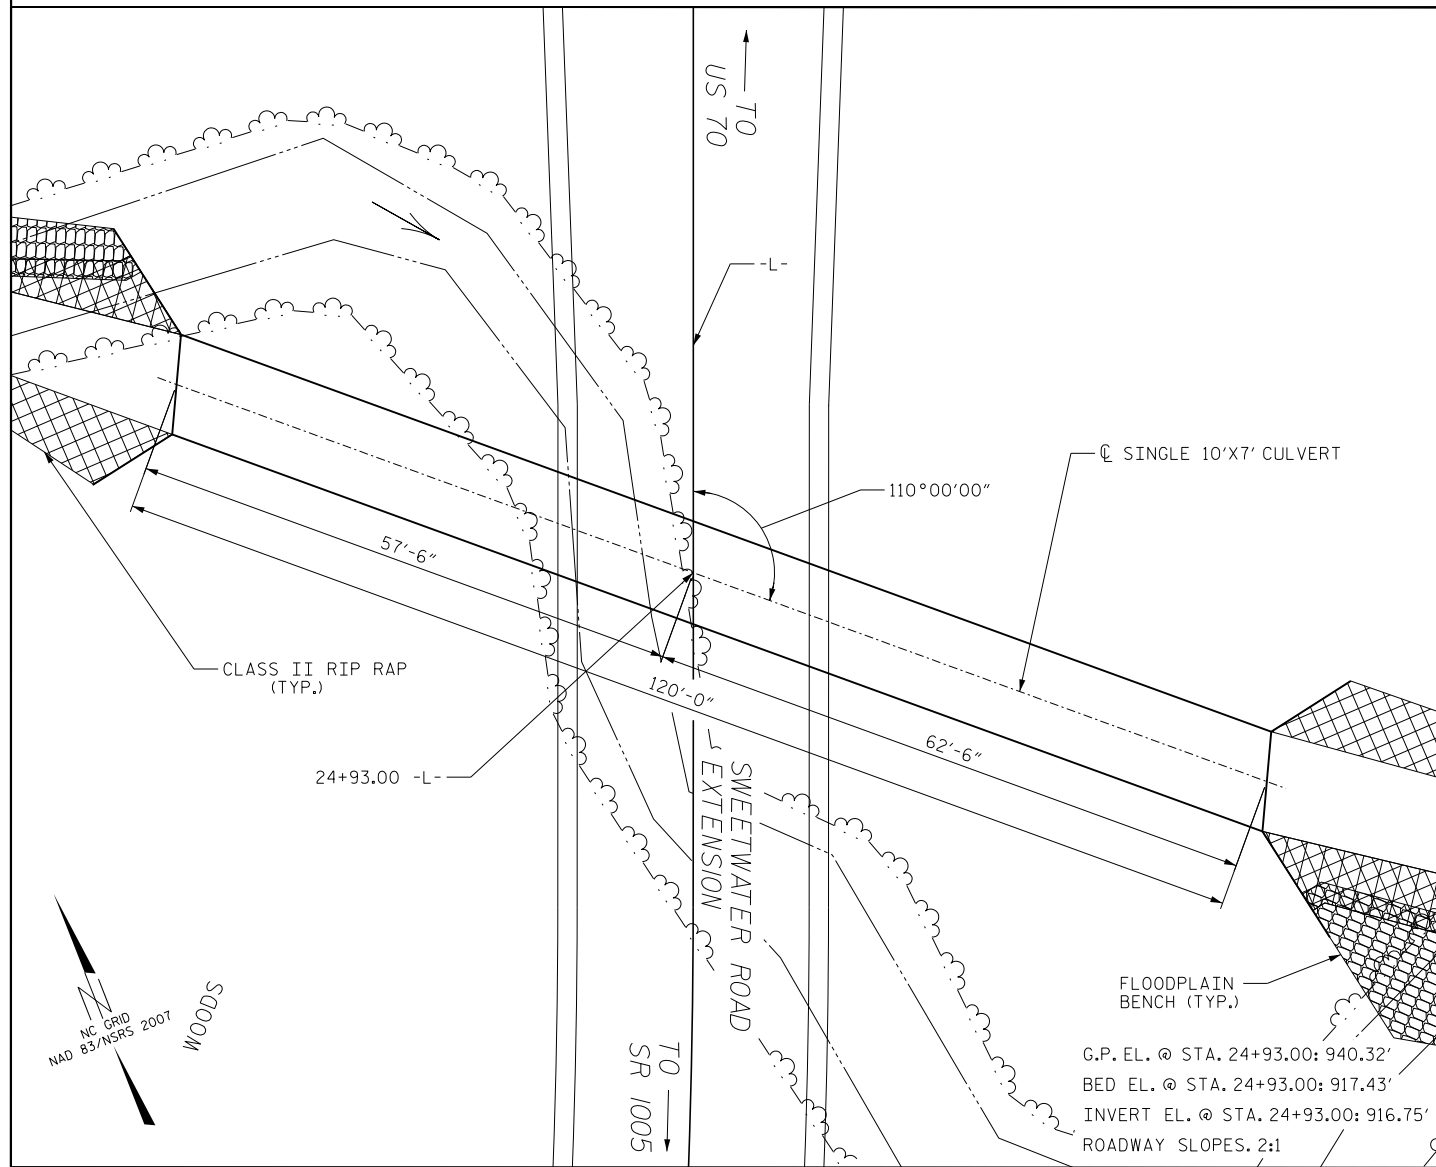 TO
US 70
-L-
℄ SINGLE 10'X7' CULVERT
110°00'00"
57'-6"
CLASS II RIP RAP
(TYP.)
120'-0"
62'-6"
24+93.00 -L-
SWEETWATER ROAD
EXTENSION
FLOODPLAIN
BENCH (TYP.)
WOODS
N
NC GRID
NAD 83/NSRS 2007
TO
SR 1005
G.P. EL. @ STA. 24+93.00: 940.32'
BED EL. @ STA. 24+93.00: 917.43'
INVERT EL. @ STA. 24+93.00: 916.75'
ROADWAY SLOPES. 2:1